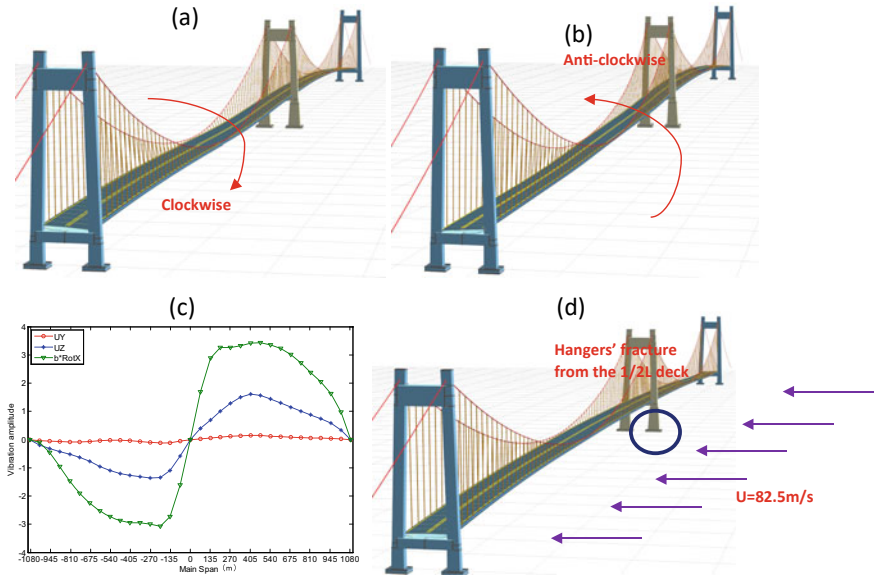 (a)
Clockwise
(b)
Anti-clockwise
(c)
UY
UZ
b*RotX
4
3
2
1
0
-1
-2
-3
-4
Vibration amplitude
-1080 -945 -810 -675 -540 -405 -270 -135 0 135 270 405 540 675 810 945 1080
Main Span (m)
(d)
Hangers' fracture
from the 1/2L deck
U=82.5m/s